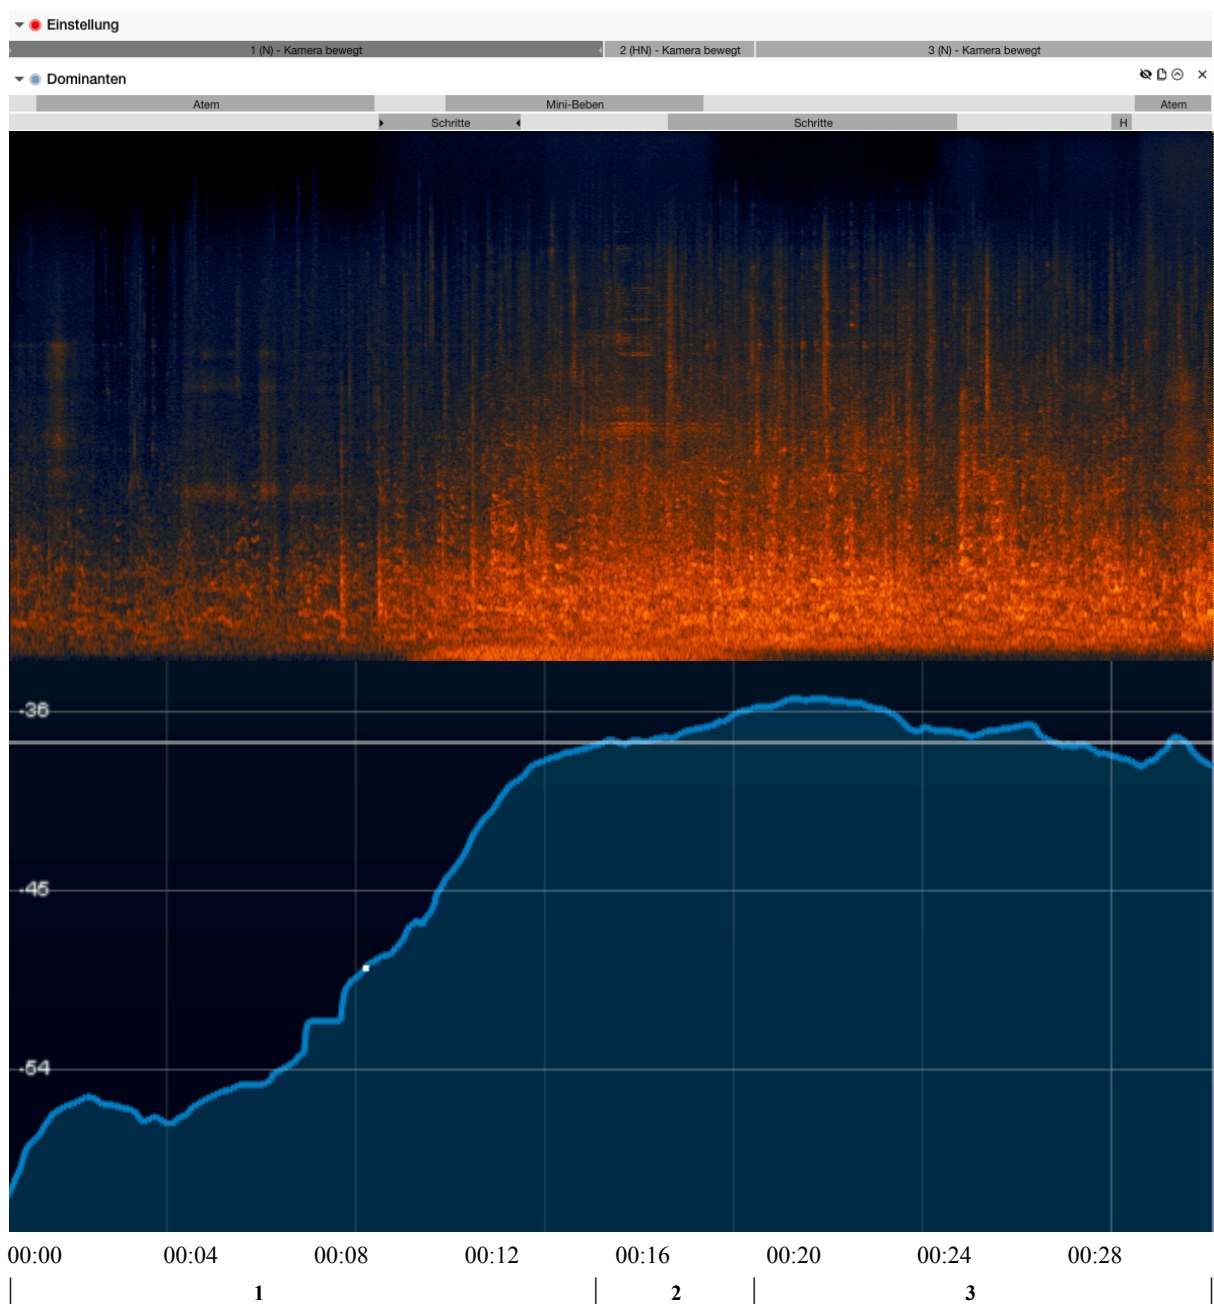 Einstellung
1 (N) - Kamera bewegt 2 (HN) - Kamera bewegt 3 (N) - Kamera bewegt
Dominanten
Atem Mini-Beben Atem
Schritte Schritte H
-36
-45
-54
00:00 00:04 00:08 00:12 00:16 00:20 00:24 00:28
1 2 3